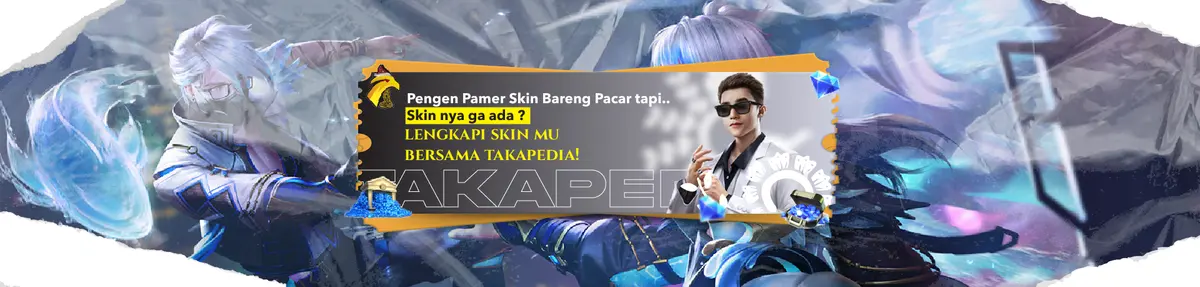 Pengen Pamer Skin Bareng Pacar tapi..
Skin nya ga ada ?
LENGKAPI SKIN MU
BERSAMA TAKAPEDIA!